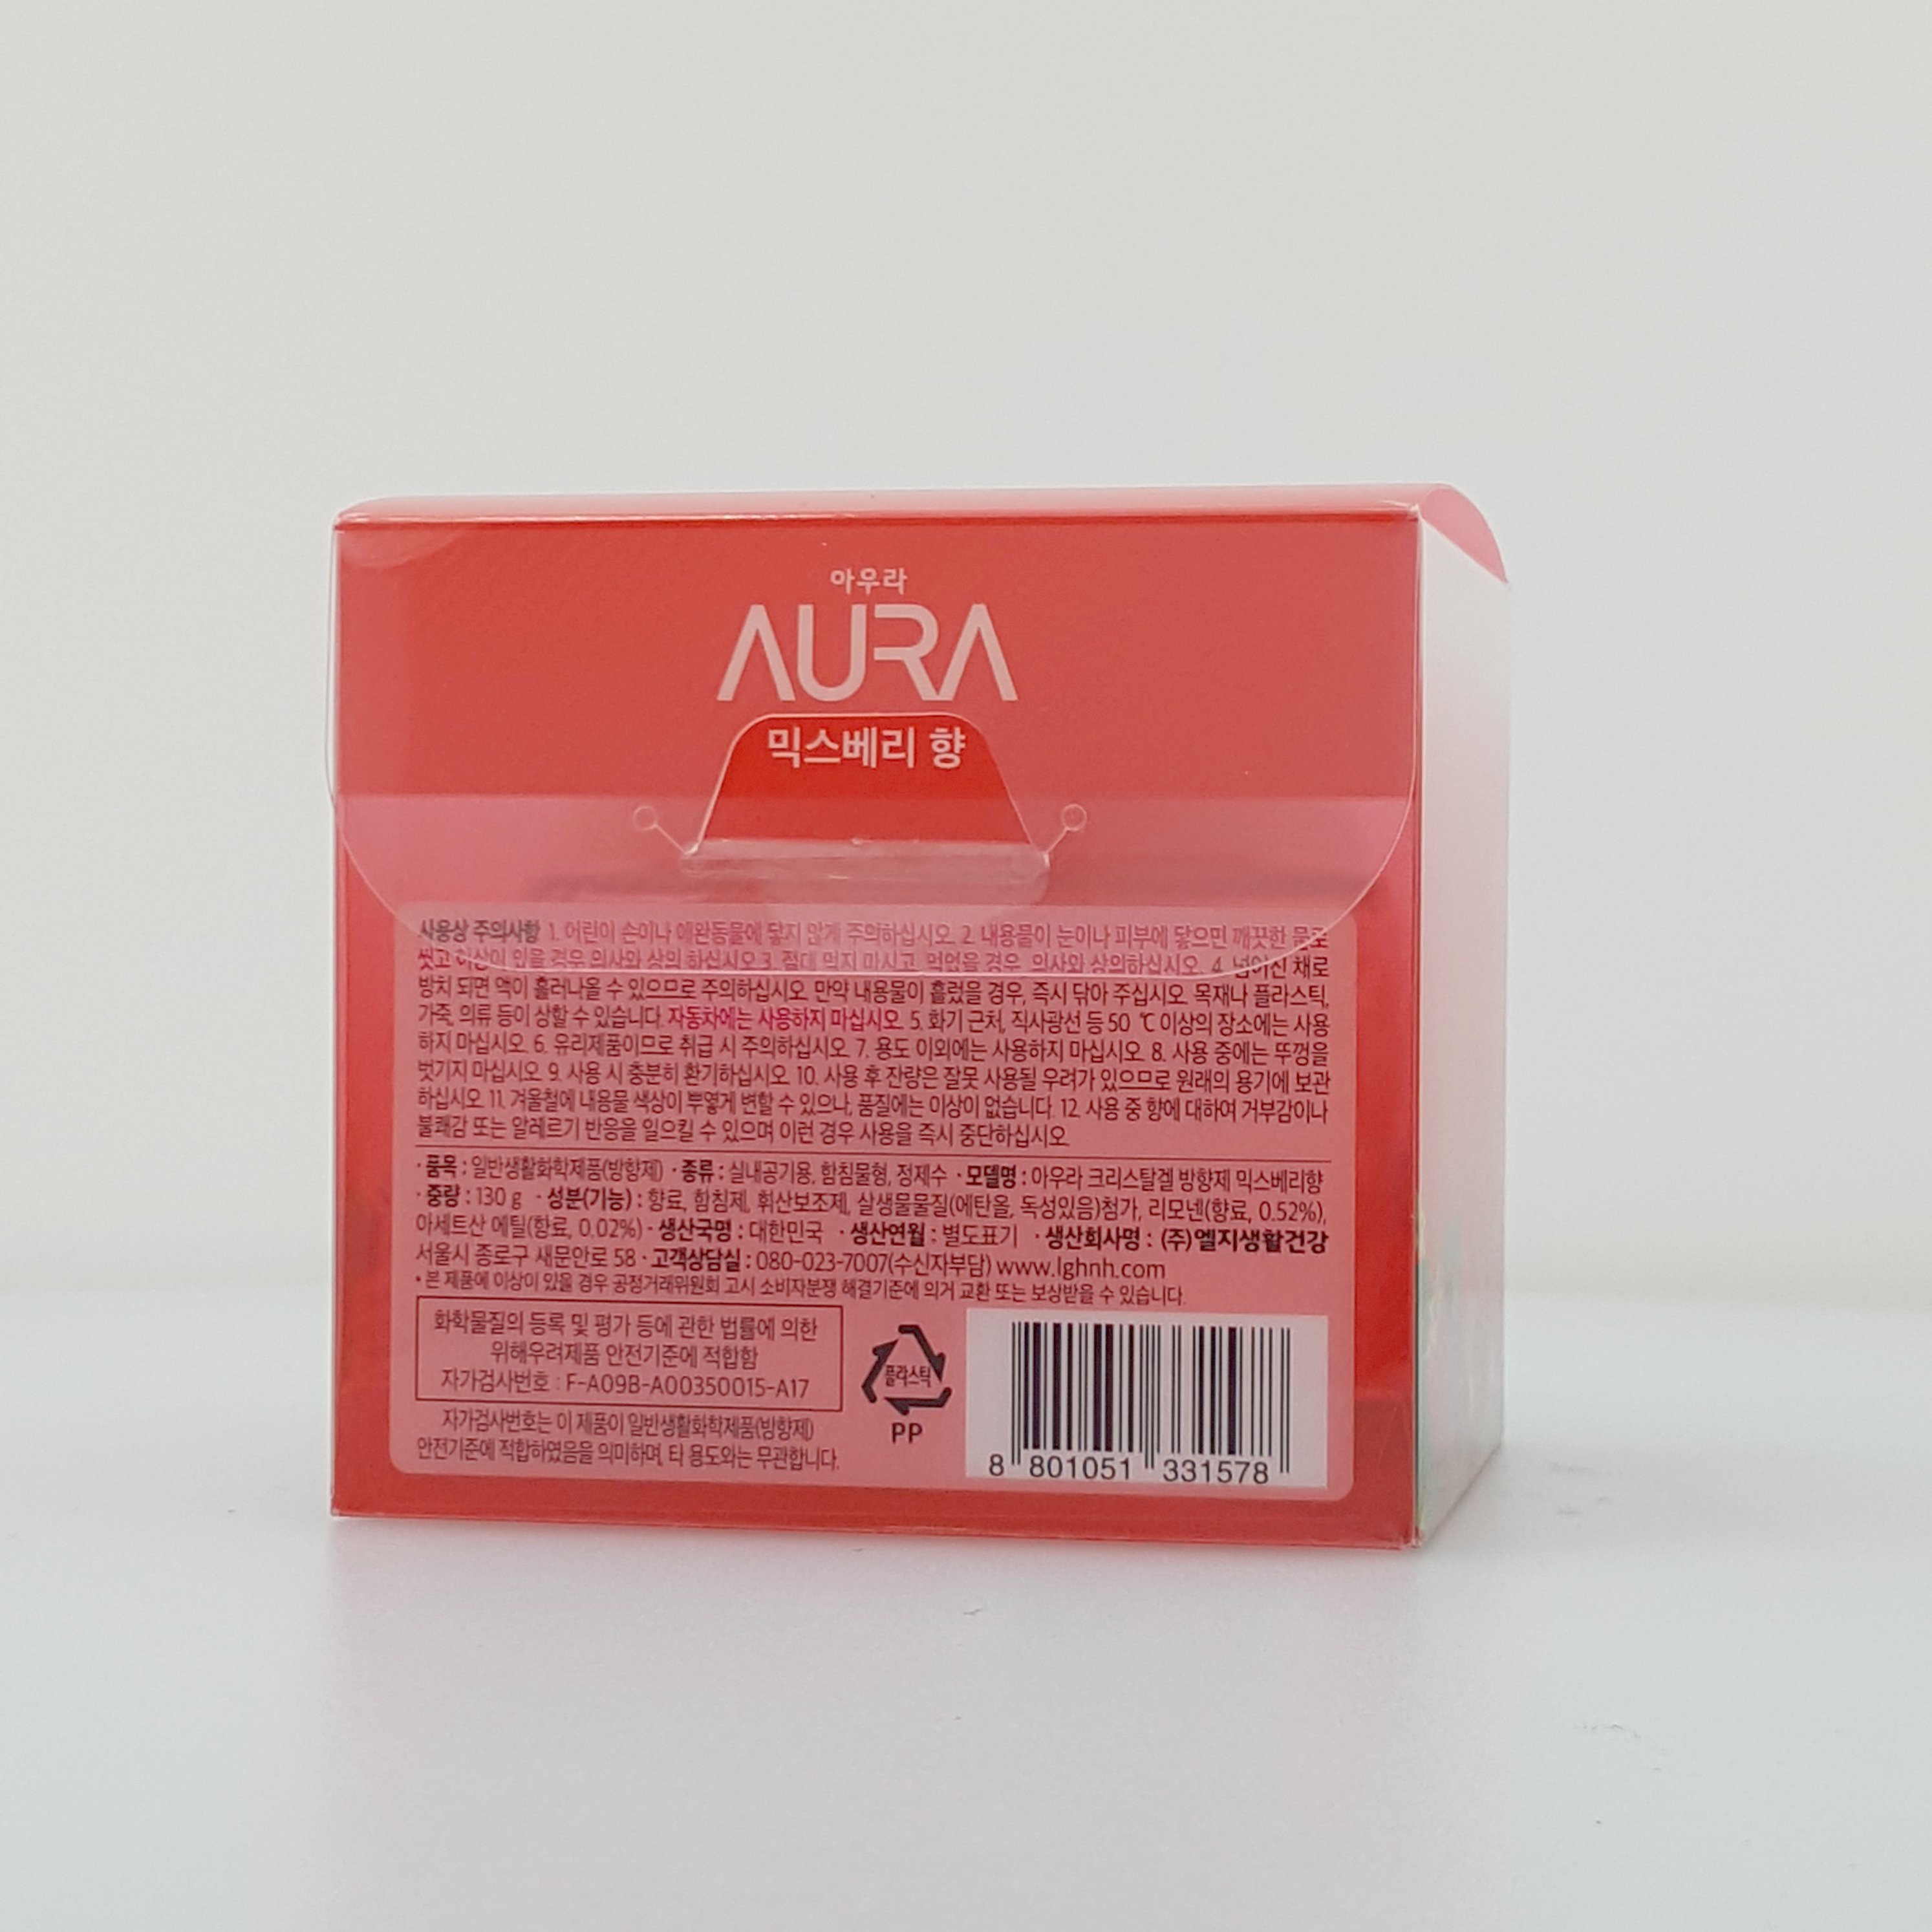 아우라
AURA
믹스베리 향
사용상 주의사항 1. 어린이 손이나 애완동물에 닿지 않게 주의하십시오. 2. 내용물이 눈이나 피부에 닿으면 깨끗한 물로
씻고 이상이 있을 경우 의사와 상의 하십시오 3. 절대 먹지 마시고, 먹었을 경우, 의사와 상의하십시오. 4. 넘어진 채로
방치 되면 액이 흘러나올 수 있으므로 주의하십시오. 만약 내용물이 흘렀을 경우, 즉시 닦아 주십시오. 목재나 플라스틱,
가죽, 의류 등이 상할 수 있습니다. 자동차에는 사용하지 마십시오. 5. 화기 근처, 직사광선 등 50 ℃ 이상의 장소에는 사용
하지 마십시오. 6. 유리제품이므로 취급 시 주의하십시오. 7. 용도 이외에는 사용하지 마십시오. 8. 사용 중에는 뚜껑을
벗기지 마십시오. 9. 사용 시 충분히 환기하십시오. 10. 사용 후 잔량은 잘못 사용될 우려가 있으므로 원래의 용기에 보관
하십시오. 11. 겨울철에 내용물 색상이 뿌옇게 변할 수 있으나, 품질에는 이상이 없습니다. 12. 사용 중 향에 대하여 거부감이나
불쾌감 또는 알레르기 반응을 일으킬 수 있으며 이런 경우 사용을 즉시 중단하십시오.
· 품목 : 일반생활화학제품(방향제) · 종류 : 실내공기용, 함침물형, 정제수 · 모델명 : 아우라 크리스탈겔 방향제 믹스베리향
· 중량 : 130 g · 성분(기능) : 향료, 함침제, 휘산보조제, 살생물물질(에탄올, 독성있음)첨가, 리모넨(향료, 0.52%),
아세트산 에틸(향료, 0.02%) · 생산국명 : 대한민국 · 생산연월 : 별도표기 · 생산회사명 : (주)엘지생활건강
서울시 종로구 새문안로 58 · 고객상담실 : 080-023-7007(수신자부담) www.lghnh.com
• 본 제품에 이상이 있을 경우 공정거래위원회 고시 소비자분쟁 해결기준에 의거 교환 또는 보상받을 수 있습니다.
화학물질의 등록 및 평가 등에 관한 법률에 의한
위해우려제품 안전기준에 적합함
자가검사번호 : F-A09B-A00350015-A17
자가검사번호는 이 제품이 일반생활화학제품(방향제)
안전기준에 적합하였음을 의미하며, 타 용도와는 무관합니다.
플라스틱
PP
8 801051 331578